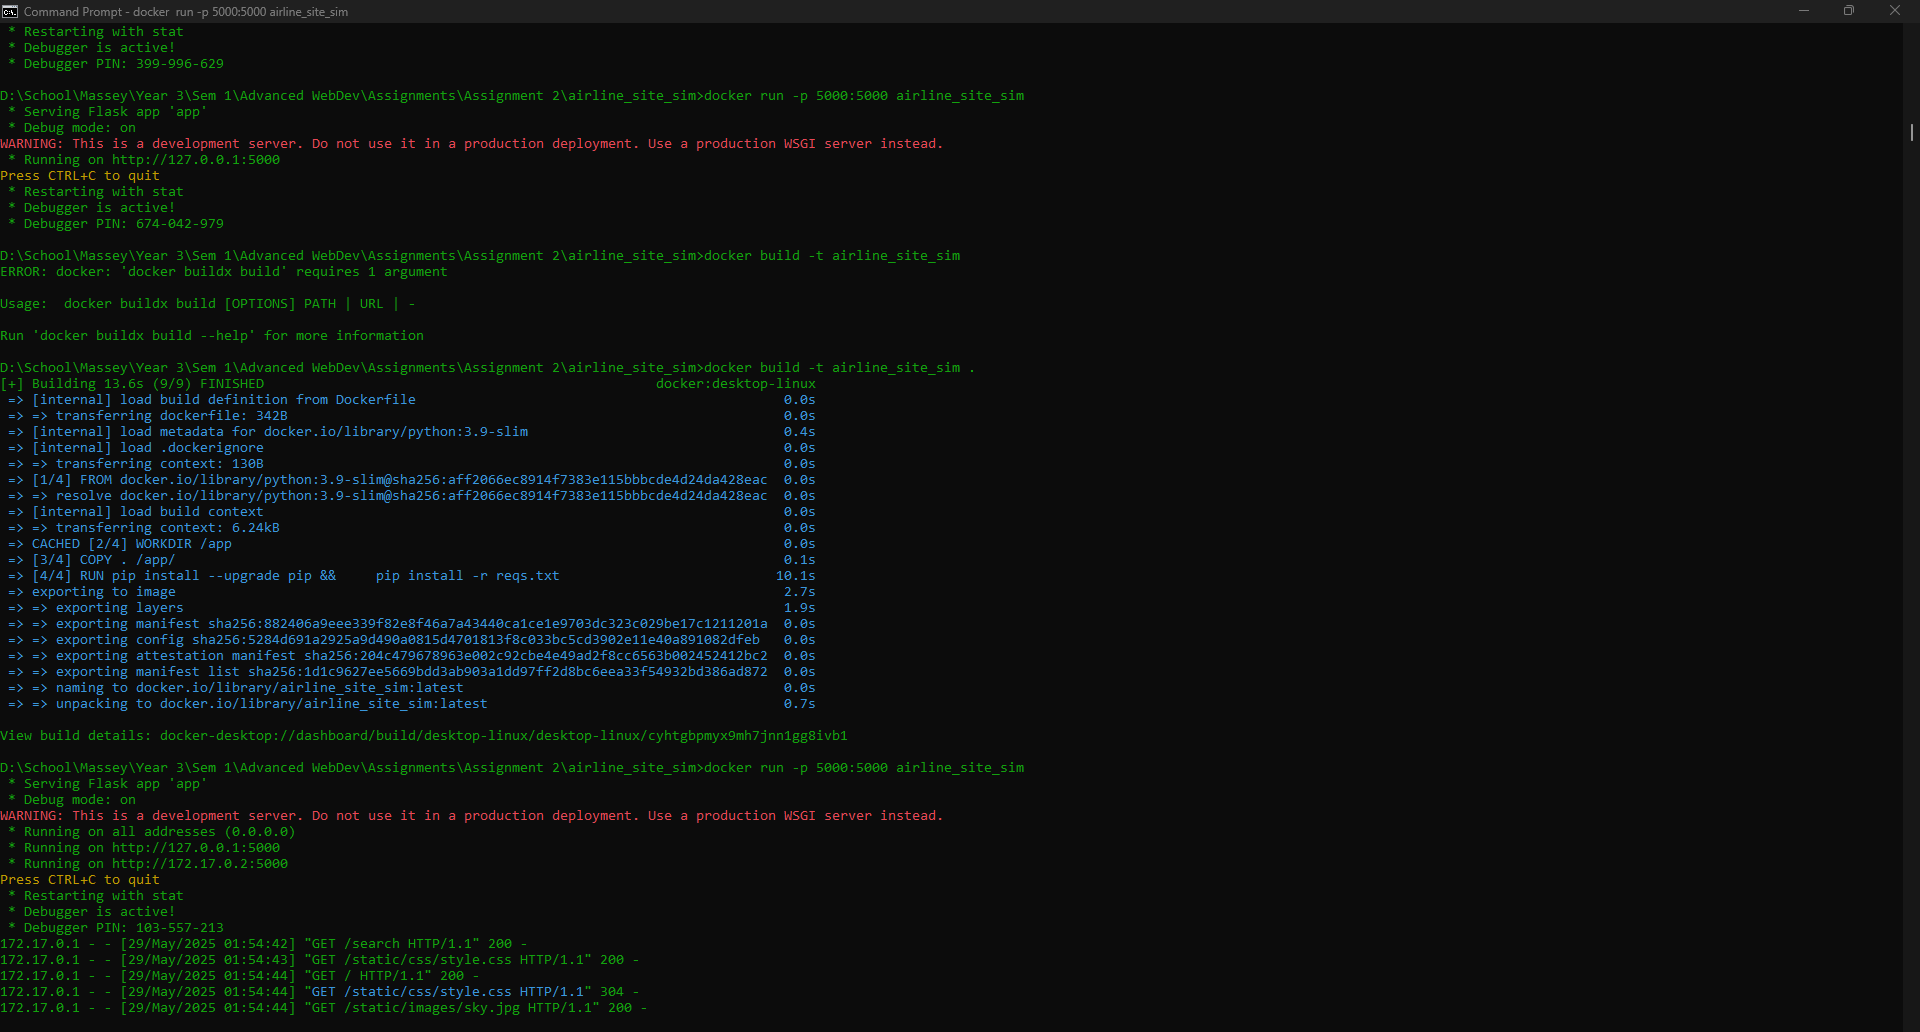 Command Prompt - docker  run -p 5000:5000 airline_site_sim
 * Restarting with stat
 * Debugger is active!
 * Debugger PIN: 399-996-629
D:\School\Massey\Year 3\Sem 1\Advanced WebDev\Assignments\Assignment 2\airline_site_sim>docker run -p 5000:5000 airline_site_sim
 * Serving Flask app 'app'
 * Debug mode: on
WARNING: This is a development server. Do not use it in a production deployment. Use a production WSGI server instead.
 * Running on http://127.0.0.1:5000
Press CTRL+C to quit
 * Restarting with stat
 * Debugger is active!
 * Debugger PIN: 674-042-979
D:\School\Massey\Year 3\Sem 1\Advanced WebDev\Assignments\Assignment 2\airline_site_sim>docker build -t airline_site_sim
ERROR: docker: 'docker buildx build' requires 1 argument
Usage:  docker buildx build [OPTIONS] PATH | URL | -
Run 'docker buildx build --help' for more information
D:\School\Massey\Year 3\Sem 1\Advanced WebDev\Assignments\Assignment 2\airline_site_sim>docker build -t airline_site_sim .
[+] Building 13.6s (9/9) FINISHED                                                 docker:desktop-linux
 => [internal] load build definition from Dockerfile                                              0.0s
 => => transferring dockerfile: 342B                                                              0.0s
 => [internal] load metadata for docker.io/library/python:3.9-slim                                0.4s
 => [internal] load .dockerignore                                                                 0.0s
 => => transferring context: 130B                                                                 0.0s
 => [1/4] FROM docker.io/library/python:3.9-slim@sha256:aff2066ec8914f7383e115bbbcde4d24da428eac  0.0s
 => => resolve docker.io/library/python:3.9-slim@sha256:aff2066ec8914f7383e115bbbcde4d24da428eac  0.0s
 => [internal] load build context                                                                 0.0s
 => => transferring context: 6.24kB                                                               0.0s
 => CACHED [2/4] WORKDIR /app                                                                     0.0s
 => [3/4] COPY . /app/                                                                            0.1s
 => [4/4] RUN pip install --upgrade pip &&     pip install -r reqs.txt                           10.1s
 => exporting to image                                                                            2.7s
 => => exporting layers                                                                           1.9s
 => => exporting manifest sha256:882406a9eee339f82e8f46a7a43440ca1ce1e9703dc323c029be17c1211201a  0.0s
 => => exporting config sha256:5284d691a2925a9d490a0815d4701813f8c033bc5cd3902e11e40a891082dfeb   0.0s
 => => exporting attestation manifest sha256:204c479678963e002c92cbe4e49ad2f8cc6563b002452412bc2  0.0s
 => => exporting manifest list sha256:1d1c9627ee5669bdd3ab903a1dd97ff2d8bc6eea33f54932bd386ad872  0.0s
 => => naming to docker.io/library/airline_site_sim:latest                                        0.0s
 => => unpacking to docker.io/library/airline_site_sim:latest                                     0.7s
View build details: docker-desktop://dashboard/build/desktop-linux/desktop-linux/cyhtgbpmyx9mh7jnn1gg8ivb1
D:\School\Massey\Year 3\Sem 1\Advanced WebDev\Assignments\Assignment 2\airline_site_sim>docker run -p 5000:5000 airline_site_sim
 * Serving Flask app 'app'
 * Debug mode: on
WARNING: This is a development server. Do not use it in a production deployment. Use a production WSGI server instead.
 * Running on all addresses (0.0.0.0)
 * Running on http://127.0.0.1:5000
 * Running on http://172.17.0.2:5000
Press CTRL+C to quit
 * Restarting with stat
 * Debugger is active!
 * Debugger PIN: 103-557-213
172.17.0.1 - - [29/May/2025 01:54:42] "GET /search HTTP/1.1" 200 -
172.17.0.1 - - [29/May/2025 01:54:43] "GET /static/css/style.css HTTP/1.1" 200 -
172.17.0.1 - - [29/May/2025 01:54:44] "GET / HTTP/1.1" 200 -
172.17.0.1 - - [29/May/2025 01:54:44] "GET /static/css/style.css HTTP/1.1" 304 -
172.17.0.1 - - [29/May/2025 01:54:44] "GET /static/images/sky.jpg HTTP/1.1" 200 -